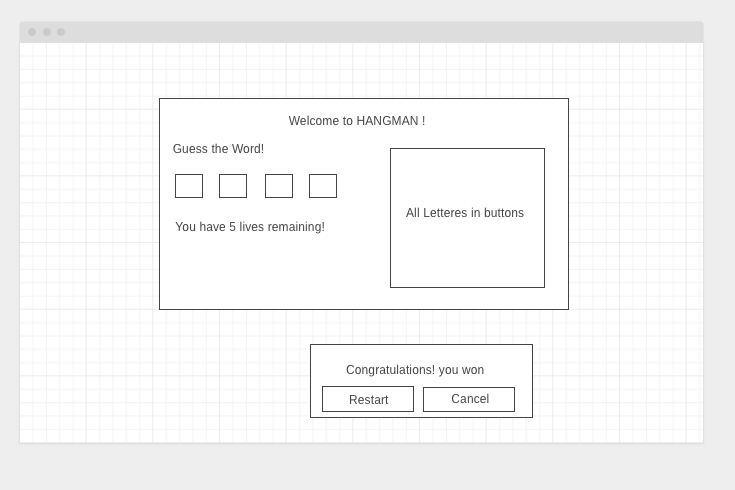 Welcome to HANGMAN !
Guess the Word!
All Letteres in buttons
You have 5 lives remaining!
Congratulations! you won
Restart
Cancel